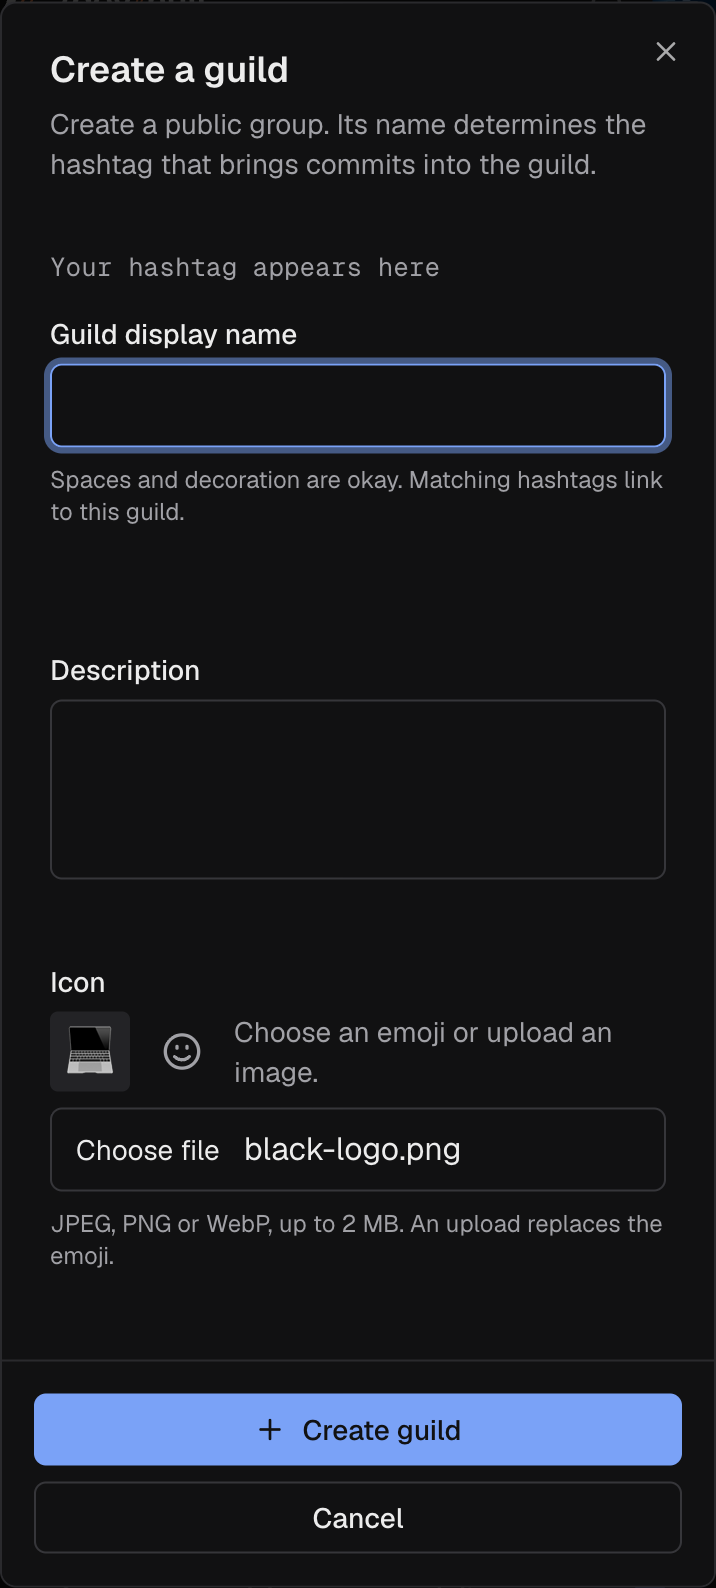 Create a guild
Create a public group. Its name determines the
hashtag that brings commits into the guild.
Your hashtag appears here
Guild display name
Spaces and decoration are okay. Matching hashtags link
to this guild.
Description
Icon
Choose an emoji or upload an
image.
Choose file black-logo.png
JPEG, PNG or WebP, up to 2 MB. An upload replaces the
emoji.
+ Create guild
Cancel